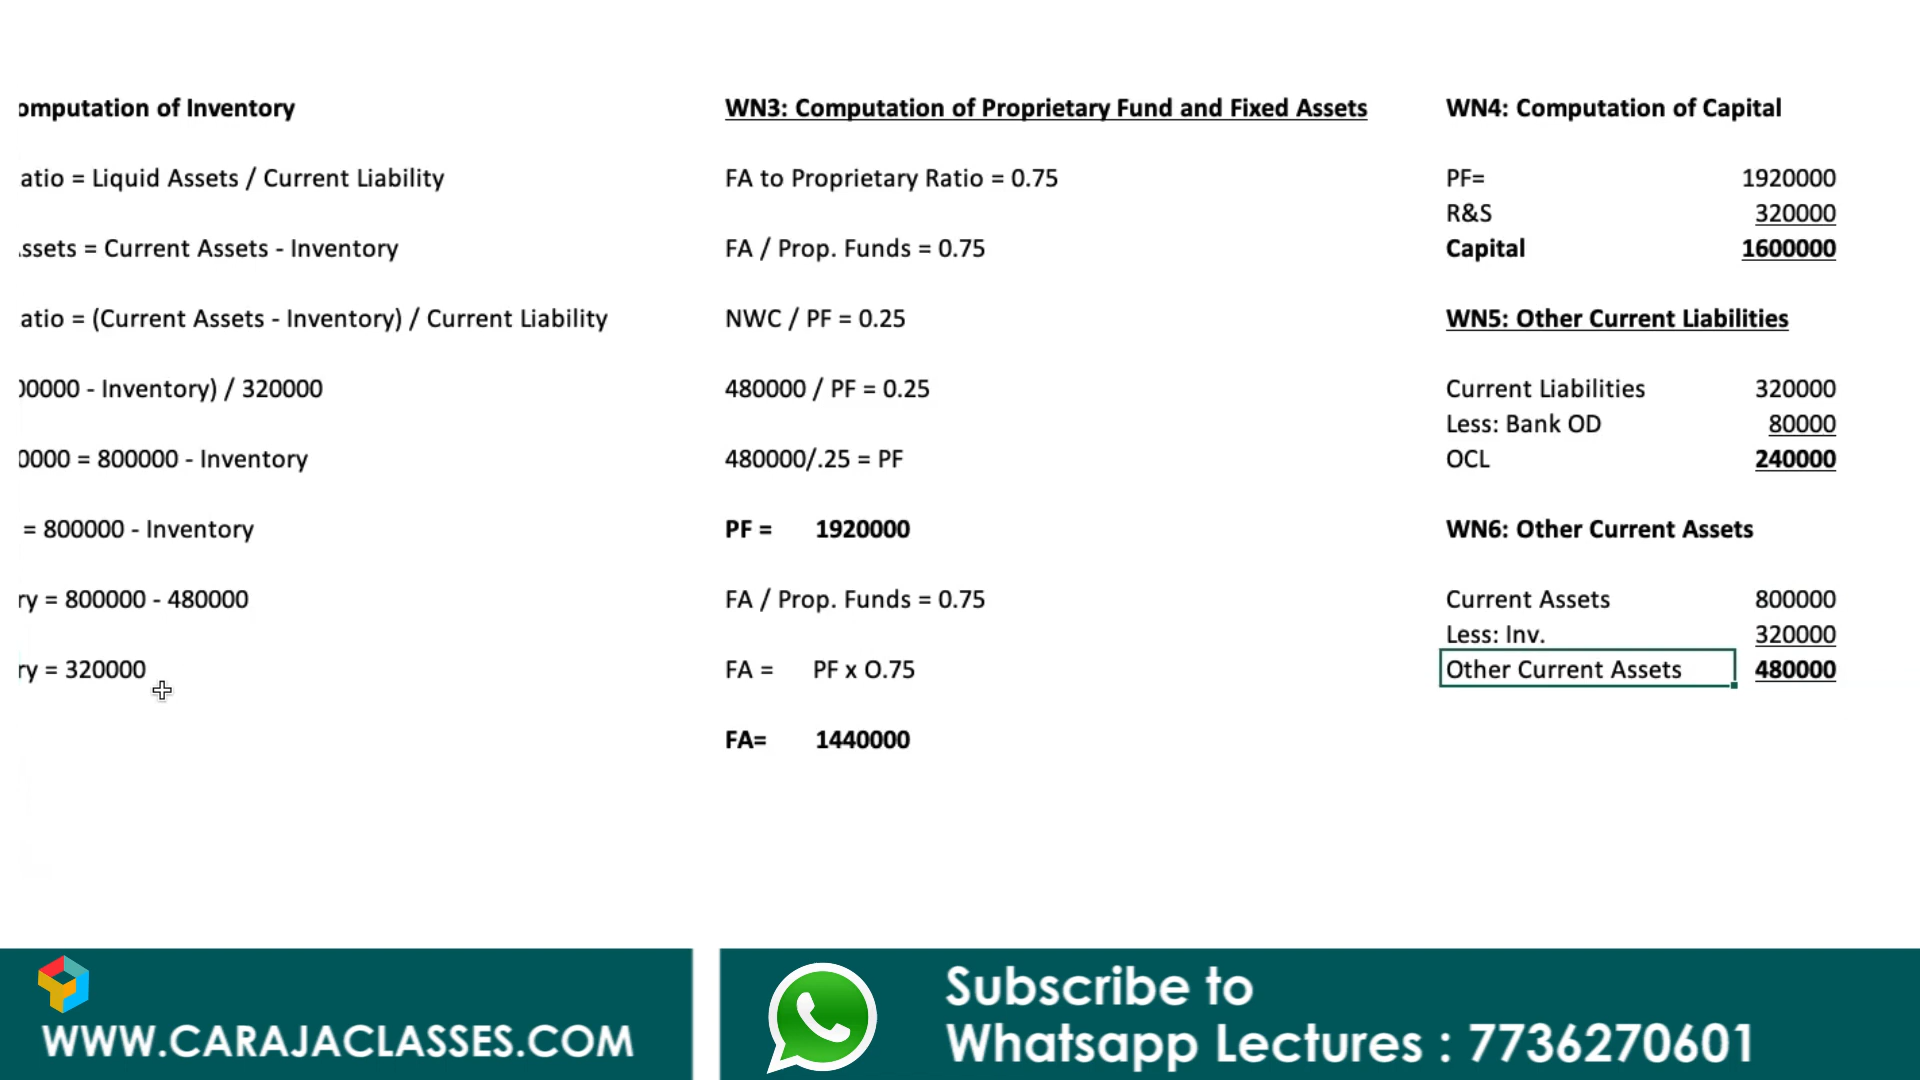 omputation of Inventory
atio = Liquid Assets / Current Liability
ssets = Current Assets - Inventory
atio = (Current Assets - Inventory) / Current Liability
00000 - Inventory) / 320000
0000 = 800000 - Inventory
= 800000 - Inventory
ry = 800000 - 480000
ry = 320000
WN3: Computation of Proprietary Fund and Fixed Assets
FA to Proprietary Ratio = 0.75
FA / Prop. Funds = 0.75
NWC / PF = 0.25
480000 / PF = 0.25
480000/.25 = PF
PF = 1920000
FA / Prop. Funds = 0.75
FA = PF x O.75
FA= 1440000
WN4: Computation of Capital
PF= 1920000
R&S 320000
Capital 1600000
WN5: Other Current Liabilities
Current Liabilities 320000
Less: Bank OD 80000
OCL 240000
WN6: Other Current Assets
Current Assets 800000
Less: Inv. 320000
Other Current Assets 480000
WWW.CARAJACLASSES.COM
Subscribe to
Whatsapp Lectures : 7736270601